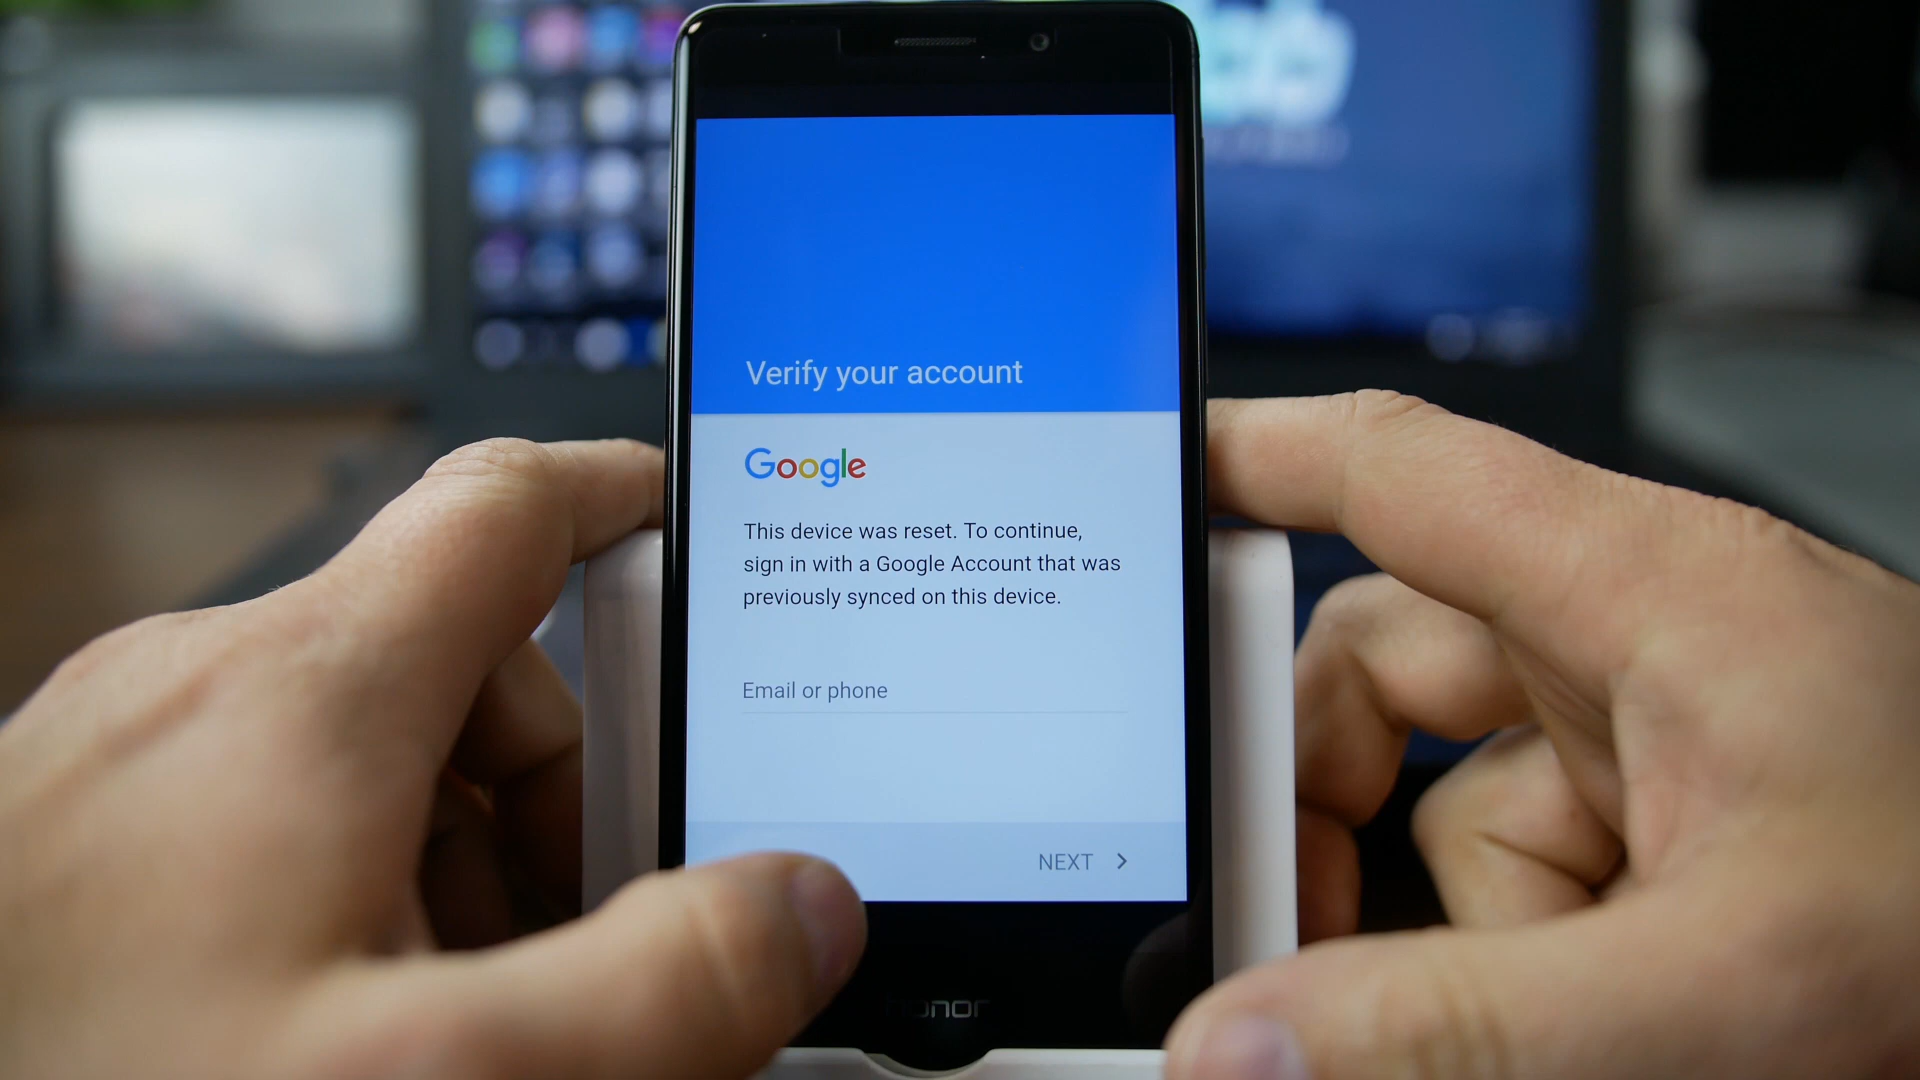 Verify your account
Google
This device was reset. To continue,
sign in with a Google Account that was
previously synced on this device.
Email or phone
NEXT
honor